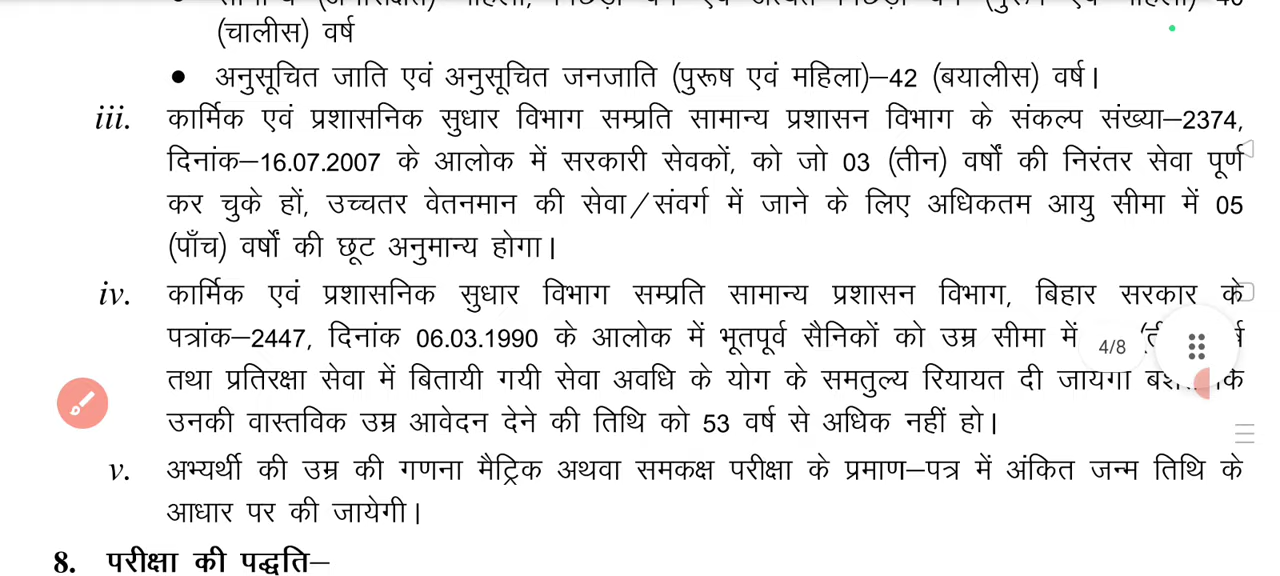 (चालीस) वर्ष
● अनुसूचित जाति एवं अनुसूचित जनजाति (पुरूष एवं महिला)–42 (बयालीस) वर्ष।
iii. कार्मिक एवं प्रशासनिक सुधार विभाग सम्प्रति सामान्य प्रशासन विभाग के संकल्प संख्या–2374,
दिनांक–16.07.2007 के आलोक में सरकारी सेवकों, को जो 03 (तीन) वर्षों की निरंतर सेवा पूर्ण
कर चुके हों, उच्चतर वेतनमान की सेवा/संवर्ग में जाने के लिए अधिकतम आयु सीमा में 05
(पाँच) वर्षों की छूट अनुमान्य होगा।
iv. कार्मिक एवं प्रशासनिक सुधार विभाग सम्प्रति सामान्य प्रशासन विभाग, बिहार सरकार के
पत्रांक–2447, दिनांक 06.03.1990 के आलोक में भूतपूर्व सैनिकों को उम्र सीमा में
4/8
तथा प्रतिरक्षा सेवा में बितायी गयी सेवा अवधि के योग के समतुल्य रियायत दी जायेगी
उनकी वास्तविक उम्र आवेदन देने की तिथि को 53 वर्ष से अधिक नहीं हो।
v. अभ्यर्थी की उम्र की गणना मैट्रिक अथवा समकक्ष परीक्षा के प्रमाण–पत्र में अंकित जन्म तिथि के
आधार पर की जायेगी।
8. परीक्षा की पद्धति–